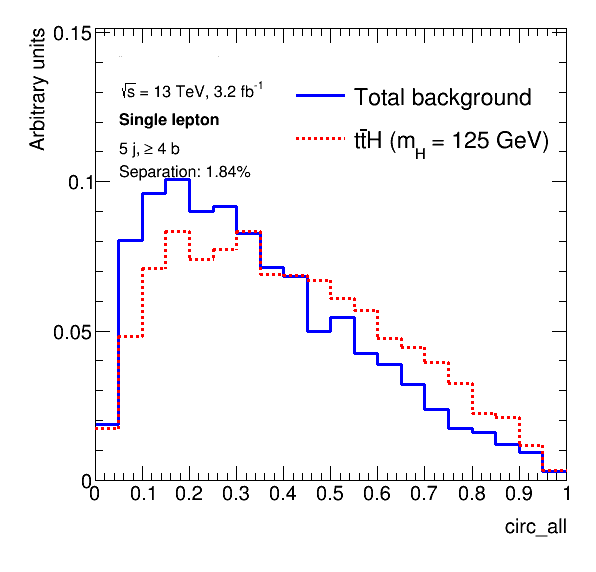 Arbitrary units
0.15
0.1
0.05
0
√s = 13 TeV, 3.2 fb⁻¹
Single lepton
5 j, ≥ 4 b
Separation: 1.84%
Total background
tt̄H (m_H = 125 GeV)
0 0.1 0.2 0.3 0.4 0.5 0.6 0.7 0.8 0.9 1
circ_all